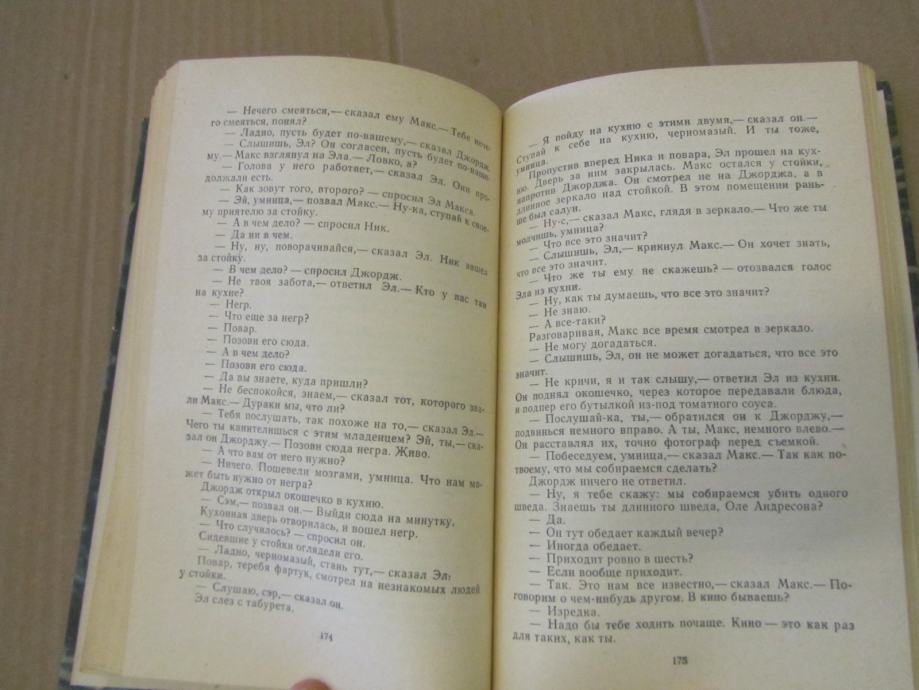 — Нечего смеяться,— сказал ему Макс.— Тебе нече-
го смеяться, понял?
— Ладно, пусть будет по-вашему,— сказал Джордж.
— Слышишь, Эл? Он согласен, пусть будет по-наше-
му.— Макс взглянул на Эла.— Ловко, а?
— Голова у него работает,— сказал Эл. Они про-
должали есть.
— Как зовут того, второго? — спросил Эл Макса.
— Эй, умница,— позвал Макс.— Ну-ка, ступай к свое-
му приятелю за стойку.
— А в чем дело? — спросил Ник.
— Да ни в чем.
— Ну, ну, поворачивайся,— сказал Эл. Ник зашел
за стойку.
— В чем дело? — спросил Джордж.
— Не твоя забота,— ответил Эл.— Кто у вас там
на кухне?
— Негр.
— Что еще за негр?
— Повар.
— Позови его сюда.
— А в чем дело?
— Позови его сюда.
— Да вы знаете, куда пришли?
— Не беспокойся, знаем,— сказал тот, которого зва-
ли Макс.— Дураки мы, что ли?
— Тебя послушать, так похоже на то,— сказал Эл.—
Чего ты канителишься с этим младенцем? Эй, ты,— ска-
зал он Джорджу.— Позови сюда негра. Живо.
— А что вам от него нужно?
— Ничего. Пошевели мозгами, умница. Что нам мо-
жет быть нужно от негра?
Джордж открыл окошечко в кухню.
— Сэм,— позвал он.— Выйди сюда на минутку.
Кухонная дверь отворилась, и вошел негр.
— Что случилось? — спросил он.
Сидевшие у стойки оглядели его.
— Ладно, черномазый, стань тут,— сказал Эл.
Повар, теребя фартук, смотрел на незнакомых людей
у стойки.
— Слушаю, сэр,— сказал он.
Эл слез с табурета.
174
— Я пойду на кухню с этими двумя,— сказал он.—
Ступай к себе на кухню, черномазый. И ты тоже,
умница.
Пропустив вперед Ника и повара, Эл прошел на кух-
ню. Дверь за ним закрылась. Макс остался у стойки,
напротив Джорджа. Он смотрел не на Джорджа, а в
длинное зеркало над стойкой. В этом помещении рань-
ше был салун.
— Ну-с,— сказал Макс, глядя в зеркало.— Что же ты
молчишь, умница?
— Что все это значит?
— Слышишь, Эл,— крикнул Макс.— Он хочет знать,
что все это значит.
— Что же ты ему не скажешь? — отозвался голос
Эла из кухни.
— Ну, как ты думаешь, что все это значит?
— Не знаю.
— А все-таки?
Разговаривая, Макс все время смотрел в зеркало.
— Не могу догадаться.
— Слышишь, Эл, он не может догадаться, что все это
значит.
— Не кричи, я и так слышу,— ответил Эл из кухни.
Он поднял окошечко, через которое передавали блюда,
и подпер его бутылкой из-под томатного соуса.
— Послушай-ка, ты,— обратился он к Джорджу,—
подвинься немного вправо. А ты, Макс, немного влево.—
Он расставлял их, точно фотограф перед съемкой.
— Побеседуем, умница,— сказал Макс.— Так как по-
твоему, что мы собираемся сделать?
Джордж ничего не ответил.
— Ну, я тебе скажу: мы собираемся убить одного
шведа. Знаешь ты длинного шведа, Оле Андресона?
— Да.
— Он тут обедает каждый вечер?
— Иногда обедает.
— Приходит ровно в шесть?
— Если вообще приходит.
— Так. Это нам все известно,— сказал Макс.— По-
говорим о чем-нибудь другом. В кино бываешь?
— Изредка.
— Надо бы тебе ходить почаще. Кино — это как раз
для таких, как ты.
175